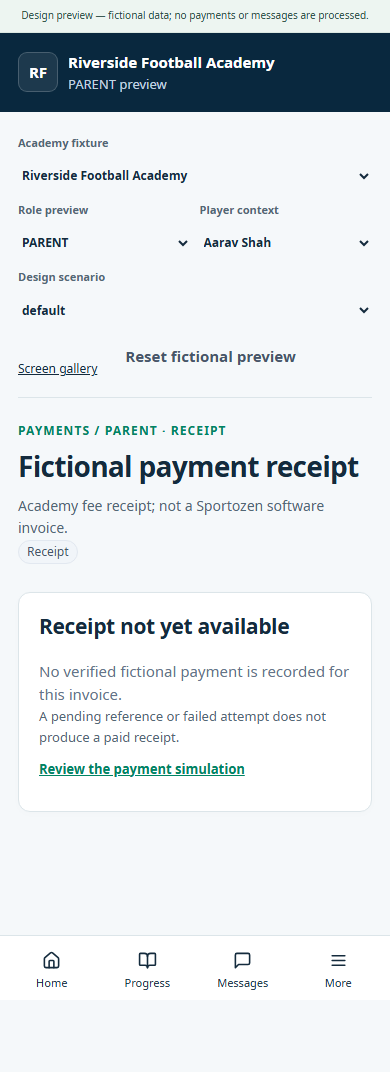 Design preview — fictional data; no payments or messages are processed.
RF
Riverside Football Academy
PARENT preview
Academy fixture
Riverside Football Academy
Role preview
Player context
PARENT
Aarav Shah
Design scenario
default
Screen gallery
Reset fictional preview
PAYMENTS / PARENT · RECEIPT
Fictional payment receipt
Academy fee receipt; not a Sportozen software
invoice.
Receipt
Receipt not yet available
No verified fictional payment is recorded for
this invoice.
A pending reference or failed attempt does not
produce a paid receipt.
Review the payment simulation
Home
Progress
Messages
More